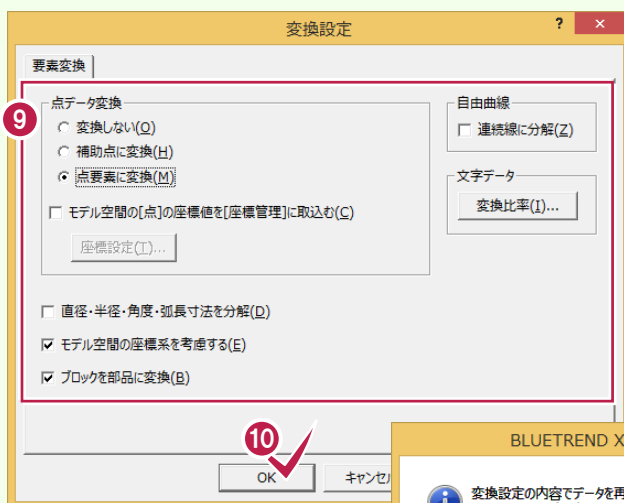 変換設定
?
×
要素変換
9
点データ変換
変換しない(O)
補助点に変換(H)
点要素に変換(M)
モデル空間の[点]の座標値を[座標管理]に取込む(C)
座標設定(T)...
自由曲線
連続線に分解(Z)
文字データ
変換比率(I)...
直径・半径・角度・弧長寸法を分解(D)
モデル空間の座標系を考慮する(E)
ブロックを部品に変換(B)
10
OK
キャンセ
BLUETREND X
変換設定の内容でデータを再